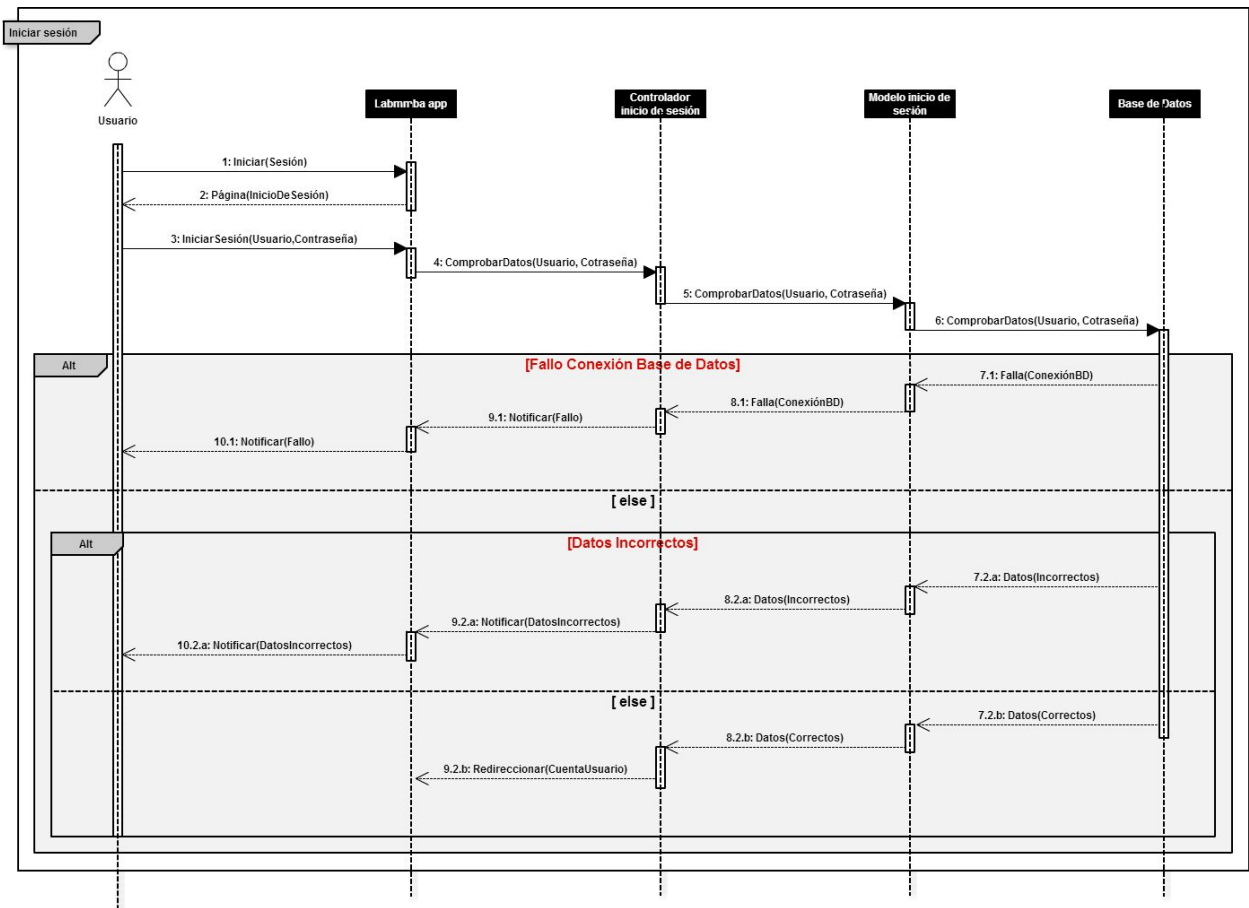 Iniciar sesión
Usuario
Labmmba app
Controlador
inicio de sesión
Modelo inicio de
sesión
Base de Datos
1: Iniciar(Sesión)
2: Página(InicioDeSesión)
3: IniciarSesión(Usuario,Contraseña)
4: ComprobarDatos(Usuario, Cotraseña)
5: ComprobarDatos(Usuario, Cotraseña)
6: ComprobarDatos(Usuario, Cotraseña)
Alt
[Fallo Conexión Base de Datos]
7.1: Falla(ConexiónBD)
8.1: Falla(ConexiónBD)
9.1: Notificar(Fallo)
10.1: Notificar(Fallo)
[ else ]
Alt
[Datos Incorrectos]
7.2.a: Datos(Incorrectos)
8.2.a: Datos(Incorrectos)
9.2.a: Notificar(DatosIncorrectos)
10.2.a: Notificar(DatosIncorrectos)
[ else ]
7.2.b: Datos(Correctos)
8.2.b: Datos(Correctos)
9.2.b: Redireccionar(CuentaUsuario)